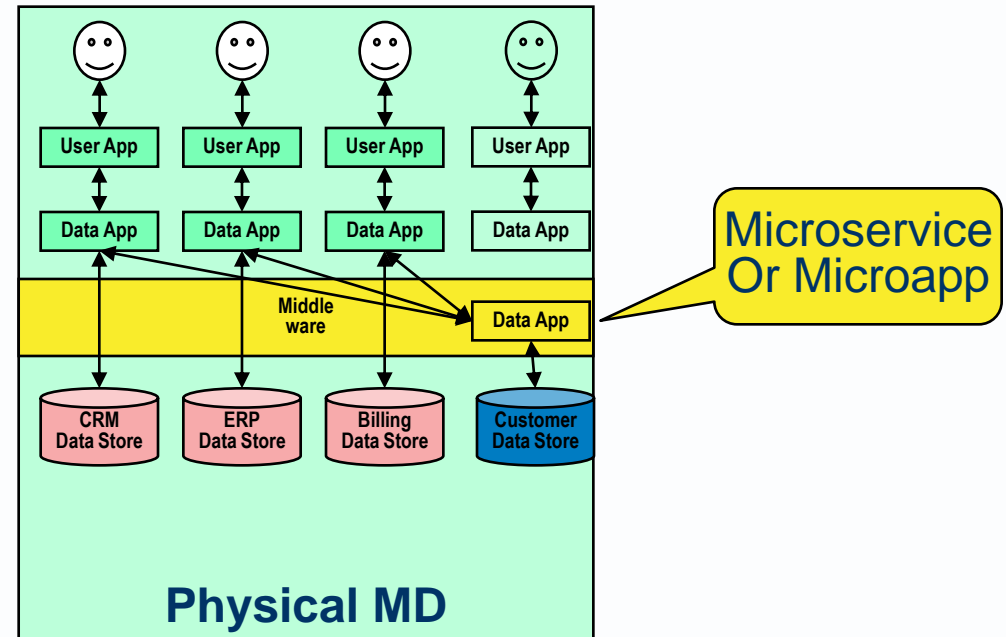 User App
User App
User App
User App
Data App
Data App
Data App
Data App
Microservice
Or Microapp
Middle
ware
Data App
CRM
Data Store
ERP
Data Store
Billing
Data Store
Customer
Data Store
Physical MD